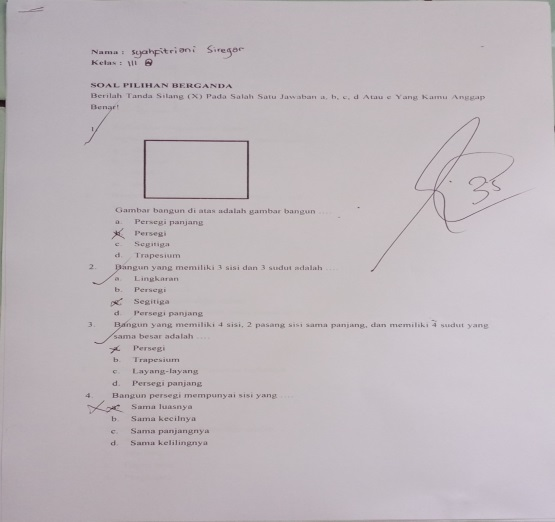 Nama : Syahfitriani Siregar
Kelas : III
SOAL PILIHAN BERGANDA
Berilah Tanda Silang (X) Pada Salah Satu Jawaban a, b, c, d Atau e Yang Kamu Anggap
Benar!
1.
35
Gambar bangun di atas adalah gambar bangun ....
a. Persegi panjang
b. Persegi
c. Segitiga
d. Trapesium
2. Bangun yang memiliki 3 sisi dan 3 sudut adalah ....
a. Lingkaran
b. Persegi
c. Segitiga
d. Persegi panjang
3. Bangun yang memiliki 4 sisi, 2 pasang sisi sama panjang, dan memiliki 4 sudut yang
sama besar adalah ....
a. Persegi
b. Trapesium
c. Layang-layang
d. Persegi panjang
4. Bangun persegi mempunyai sisi yang ....
a. Sama luasnya
b. Sama kecilnya
c. Sama panjangnya
d. Sama kelilingnya